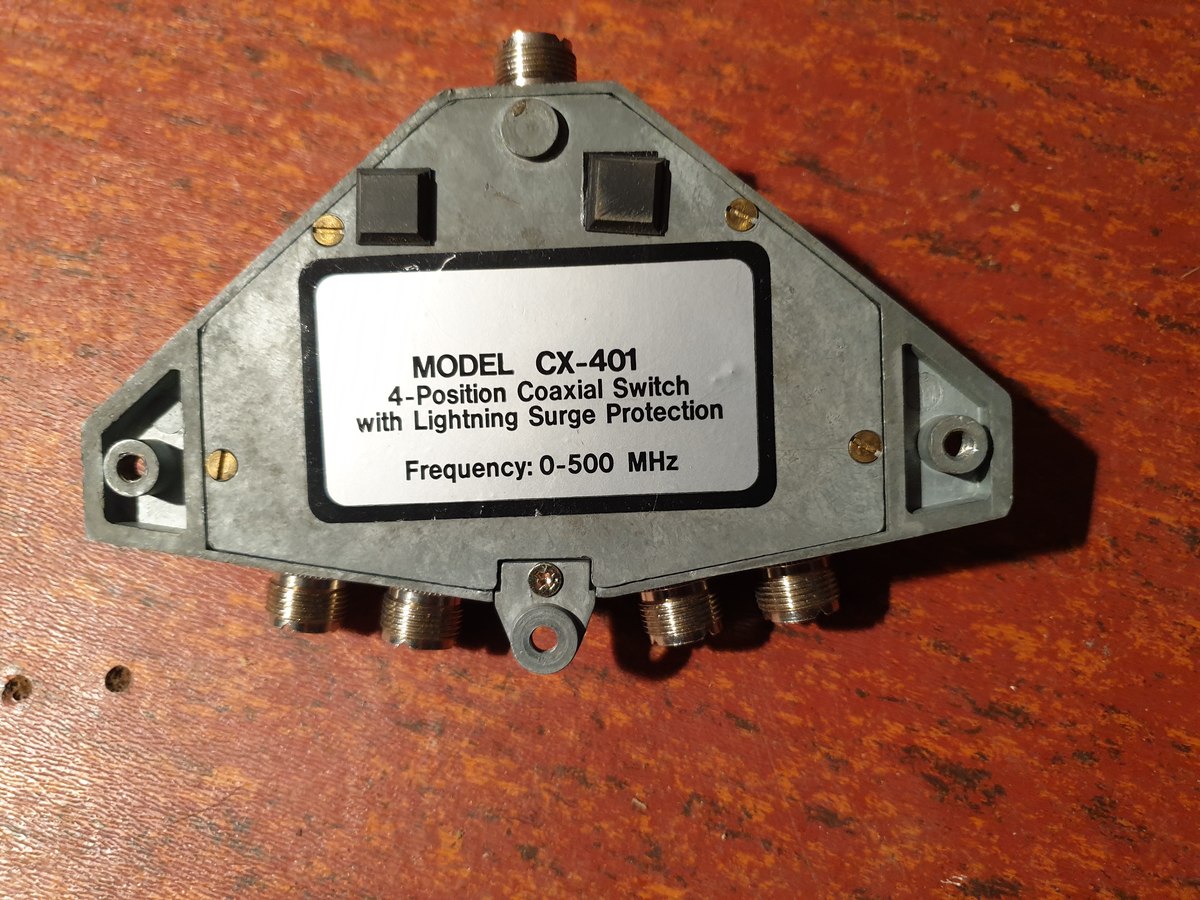 MODEL CX-401
4-Position Coaxial Switch
with Lightning Surge Protection
Frequency: 0-500 MHz